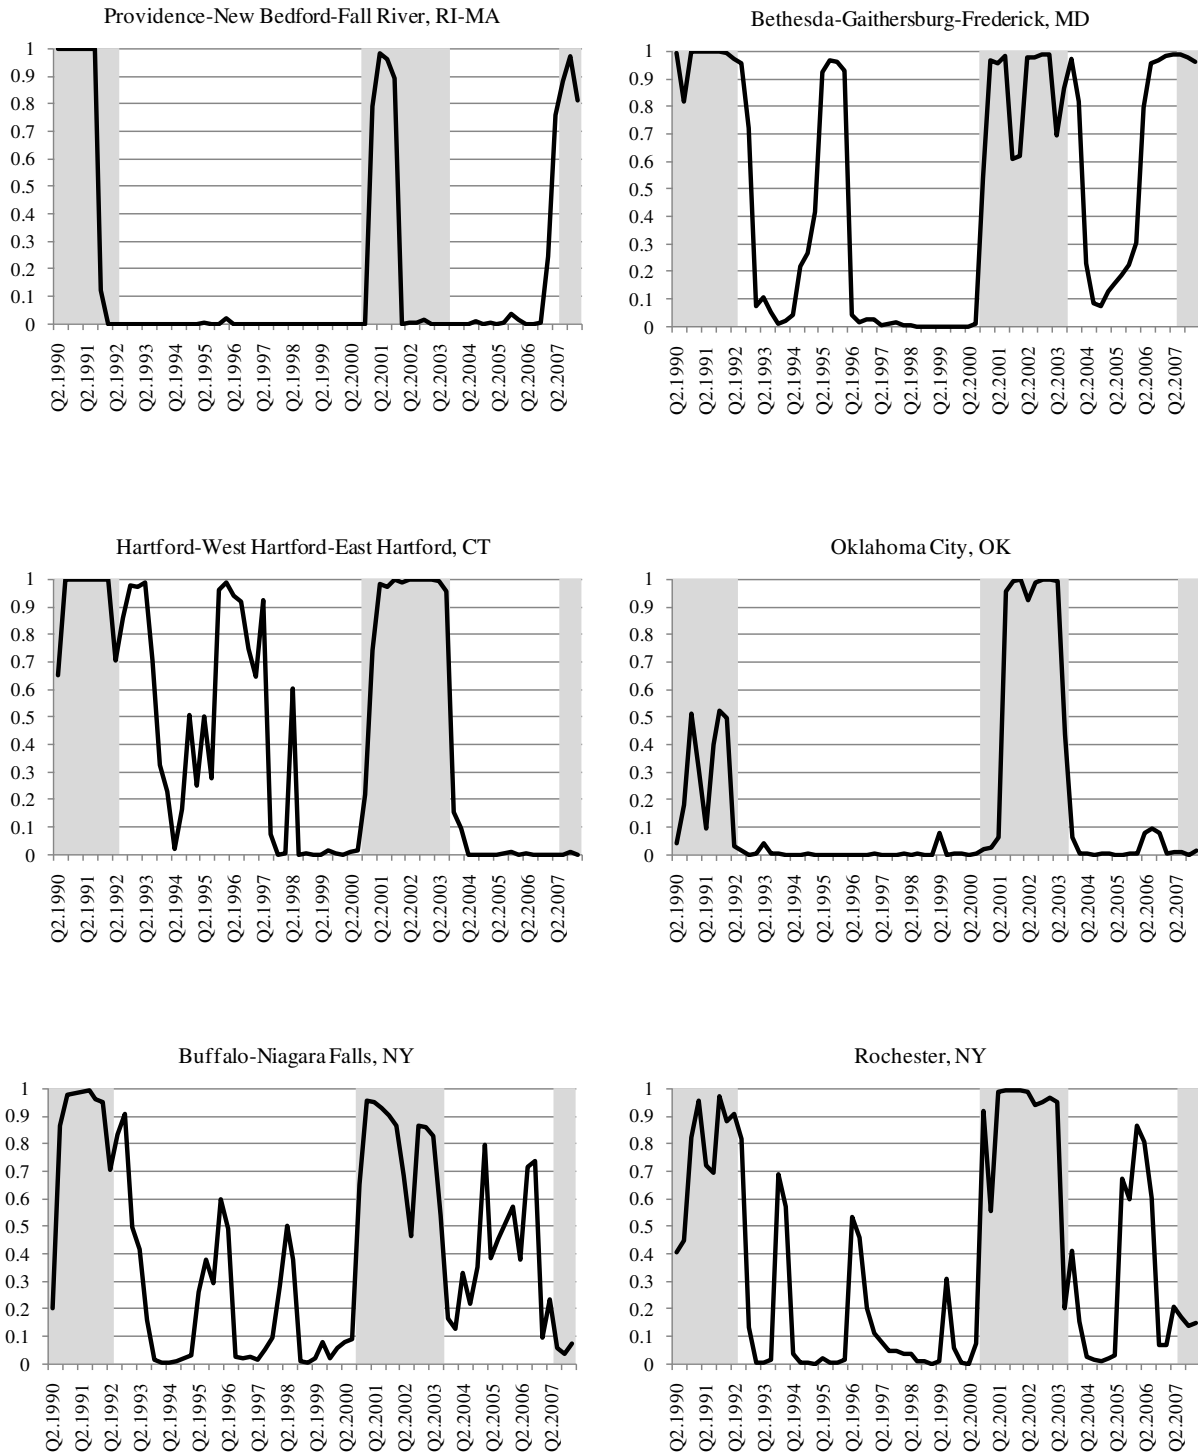 Providence-New Bedford-Fall River, RI-MA
1
0.9
0.8
0.7
0.6
0.5
0.4
0.3
0.2
0.1
0
Q2.1990
Q2.1991
Q2.1992
Q2.1993
Q2.1994
Q2.1995
Q2.1996
Q2.1997
Q2.1998
Q2.1999
Q2.2000
Q2.2001
Q2.2002
Q2.2003
Q2.2004
Q2.2005
Q2.2006
Q2.2007
Bethesda-Gaithersburg-Frederick, MD
1
0.9
0.8
0.7
0.6
0.5
0.4
0.3
0.2
0.1
0
Q2.1990
Q2.1991
Q2.1992
Q2.1993
Q2.1994
Q2.1995
Q2.1996
Q2.1997
Q2.1998
Q2.1999
Q2.2000
Q2.2001
Q2.2002
Q2.2003
Q2.2004
Q2.2005
Q2.2006
Q2.2007
Hartford-West Hartford-East Hartford, CT
1
0.9
0.8
0.7
0.6
0.5
0.4
0.3
0.2
0.1
0
Q2.1990
Q2.1991
Q2.1992
Q2.1993
Q2.1994
Q2.1995
Q2.1996
Q2.1997
Q2.1998
Q2.1999
Q2.2000
Q2.2001
Q2.2002
Q2.2003
Q2.2004
Q2.2005
Q2.2006
Q2.2007
Oklahoma City, OK
1
0.9
0.8
0.7
0.6
0.5
0.4
0.3
0.2
0.1
0
Q2.1990
Q2.1991
Q2.1992
Q2.1993
Q2.1994
Q2.1995
Q2.1996
Q2.1997
Q2.1998
Q2.1999
Q2.2000
Q2.2001
Q2.2002
Q2.2003
Q2.2004
Q2.2005
Q2.2006
Q2.2007
Buffalo-Niagara Falls, NY
1
0.9
0.8
0.7
0.6
0.5
0.4
0.3
0.2
0.1
0
Q2.1990
Q2.1991
Q2.1992
Q2.1993
Q2.1994
Q2.1995
Q2.1996
Q2.1997
Q2.1998
Q2.1999
Q2.2000
Q2.2001
Q2.2002
Q2.2003
Q2.2004
Q2.2005
Q2.2006
Q2.2007
Rochester, NY
1
0.9
0.8
0.7
0.6
0.5
0.4
0.3
0.2
0.1
0
Q2.1990
Q2.1991
Q2.1992
Q2.1993
Q2.1994
Q2.1995
Q2.1996
Q2.1997
Q2.1998
Q2.1999
Q2.2000
Q2.2001
Q2.2002
Q2.2003
Q2.2004
Q2.2005
Q2.2006
Q2.2007